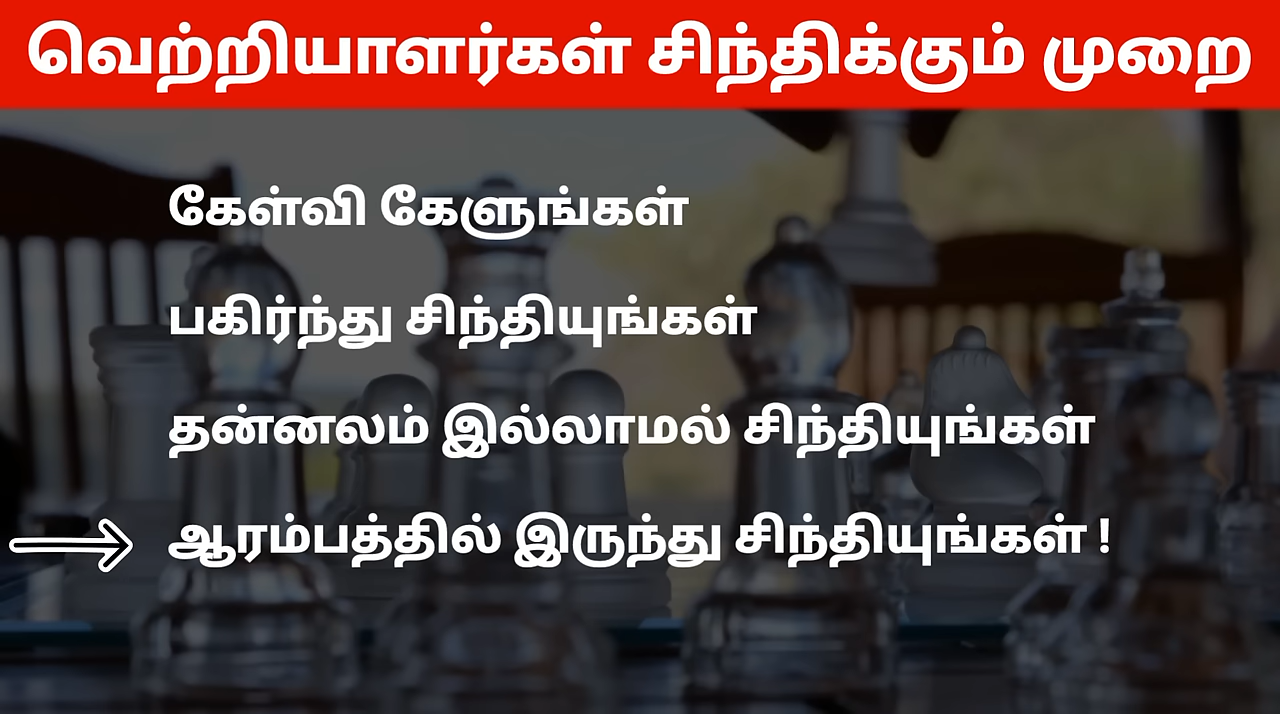 வெற்றியாளர்கள் சிந்திக்கும் முறை
கேள்வி கேளுங்கள்
பகிர்ந்து சிந்தியுங்கள்
தன்னலம் இல்லாமல் சிந்தியுங்கள்
ஆரம்பத்தில் இருந்து சிந்தியுங்கள் !